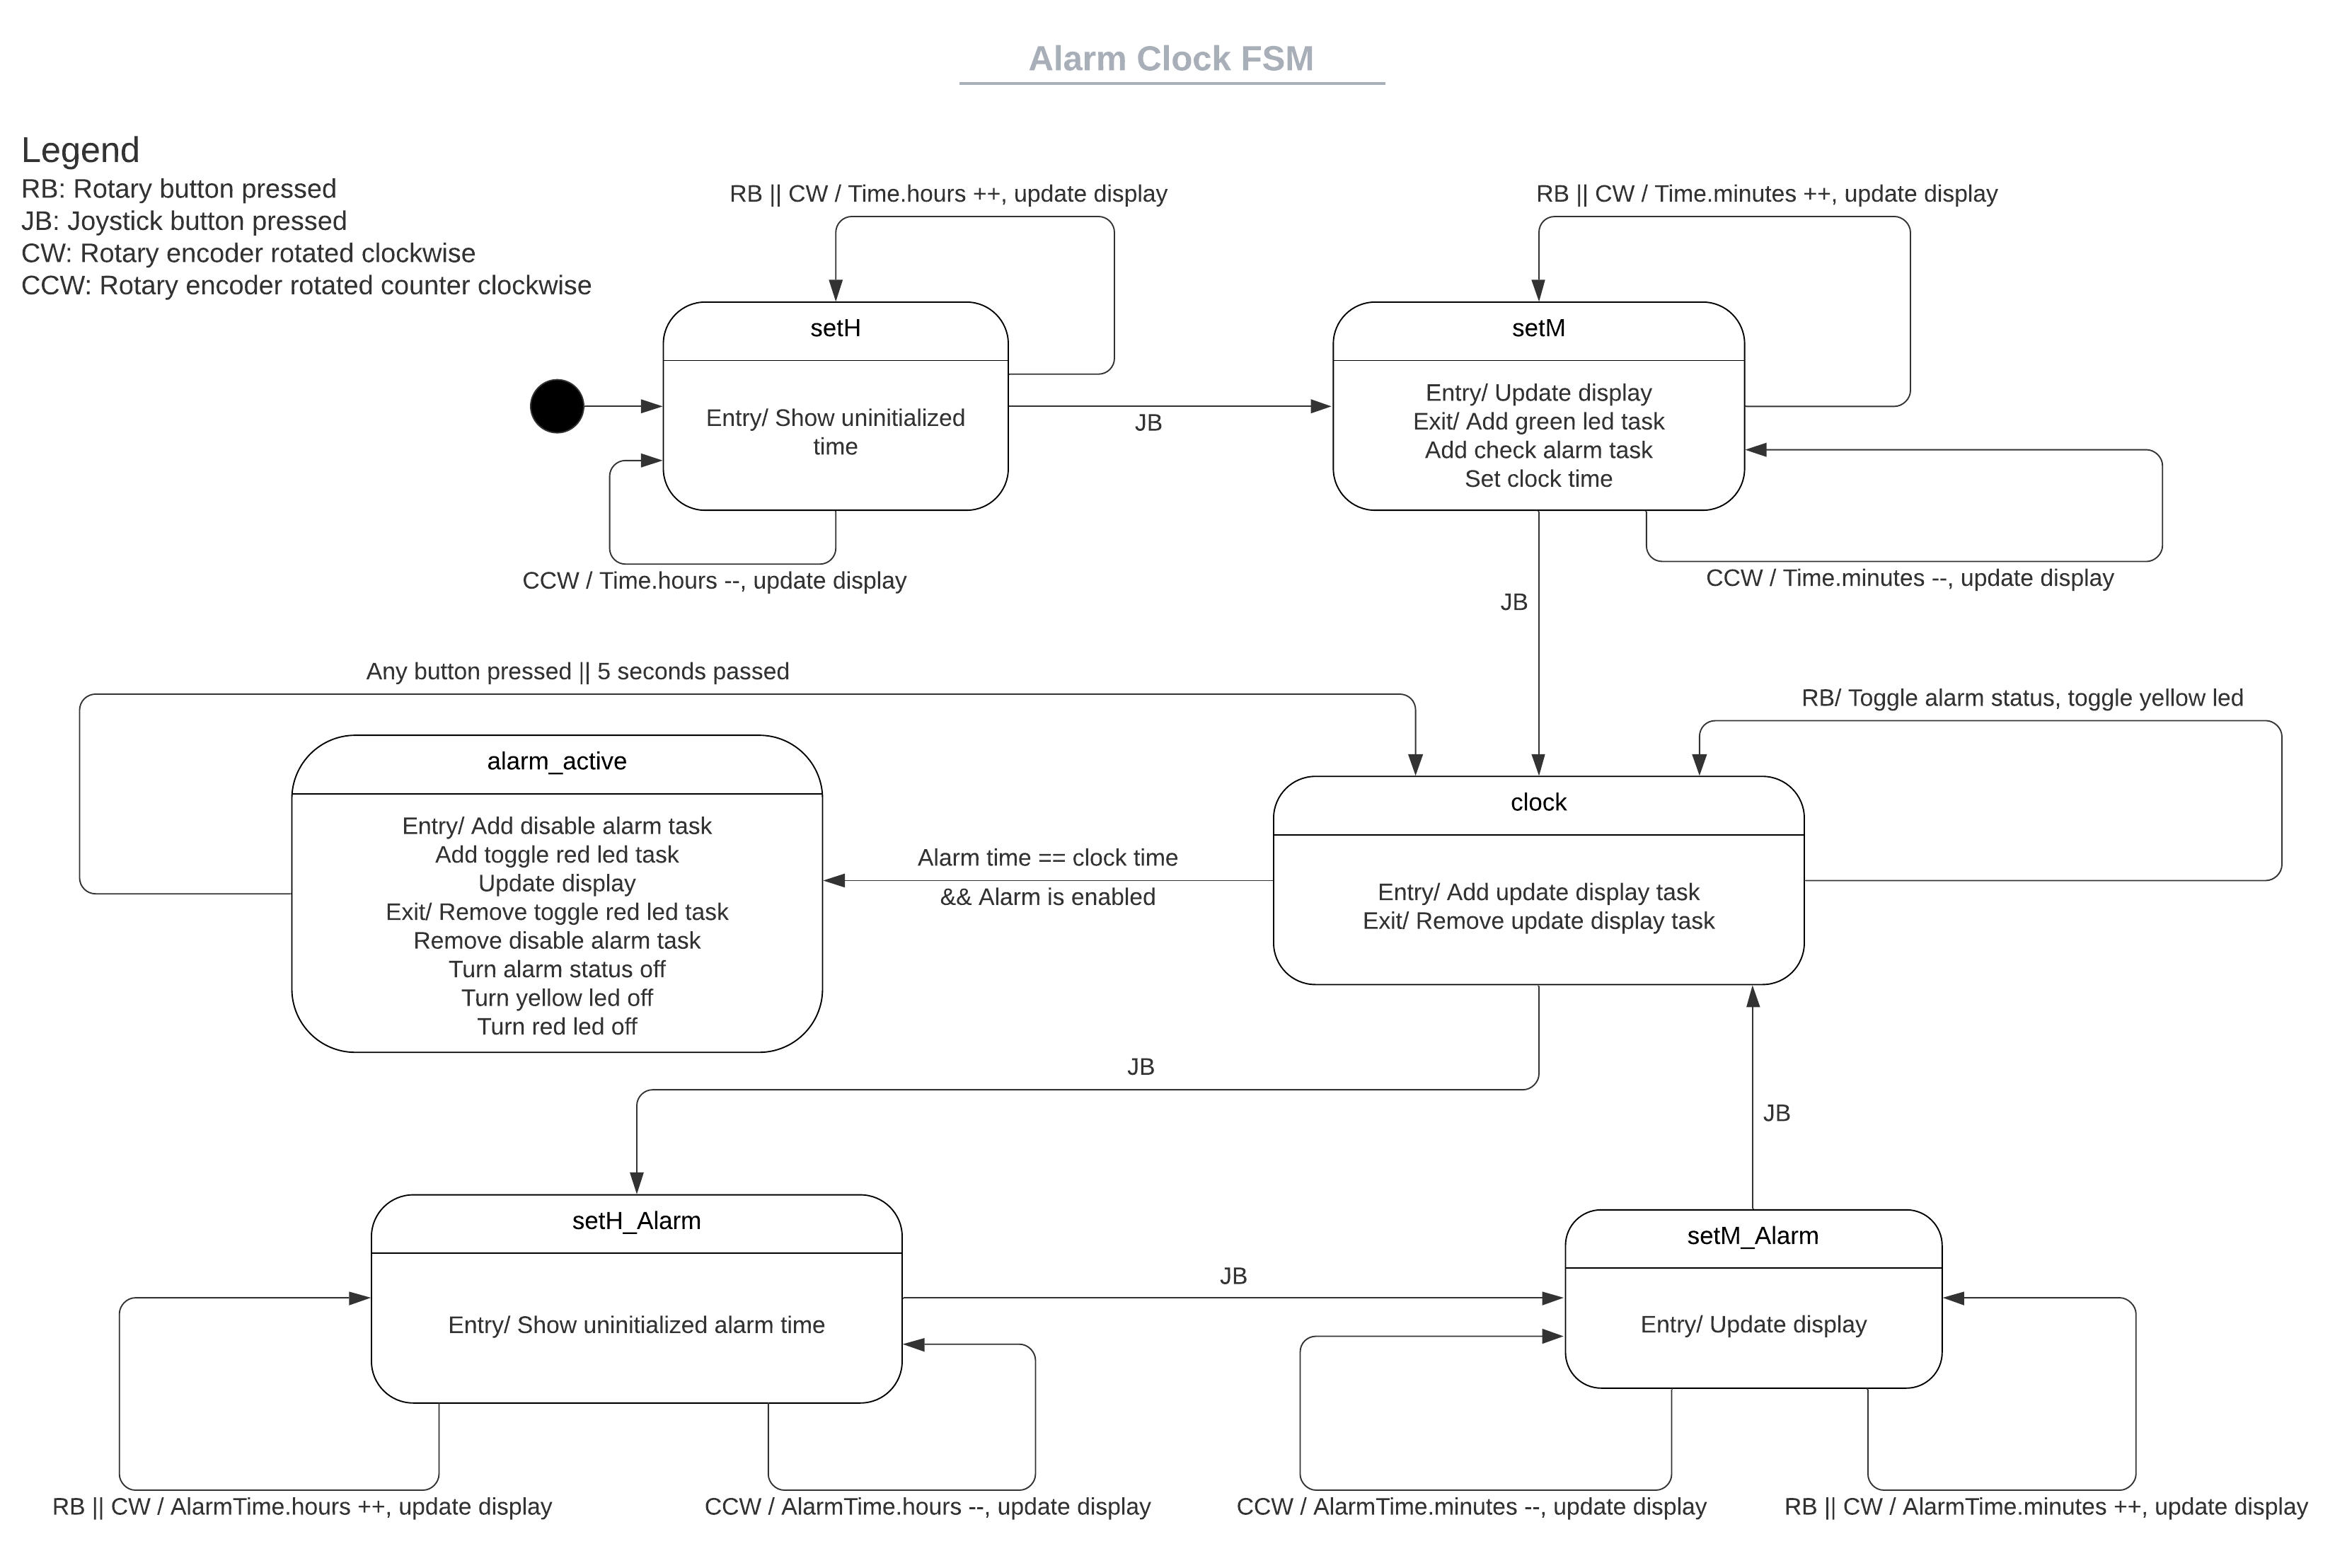 Alarm Clock FSM
Legend
RB: Rotary button pressed
JB: Joystick button pressed
CW: Rotary encoder rotated clockwise
CCW: Rotary encoder rotated counter clockwise
RB || CW / Time.hours ++, update display
RB || CW / Time.minutes ++, update display
setH
Entry/ Show uninitialized
time
JB
setM
Entry/ Update display
Exit/ Add green led task
Add check alarm task
Set clock time
CCW / Time.hours --, update display
CCW / Time.minutes --, update display
JB
Any button pressed || 5 seconds passed
RB/ Toggle alarm status, toggle yellow led
alarm_active
Entry/ Add disable alarm task
Add toggle red led task
Update display
Exit/ Remove toggle red led task
Remove disable alarm task
Turn alarm status off
Turn yellow led off
Turn red led off
Alarm time == clock time
&& Alarm is enabled
clock
Entry/ Add update display task
Exit/ Remove update display task
JB
JB
setH_Alarm
Entry/ Show uninitialized alarm time
JB
setM_Alarm
Entry/ Update display
RB || CW / AlarmTime.hours ++, update display
CCW / AlarmTime.hours --, update display
CCW / AlarmTime.minutes --, update display
RB || CW / AlarmTime.minutes ++, update display